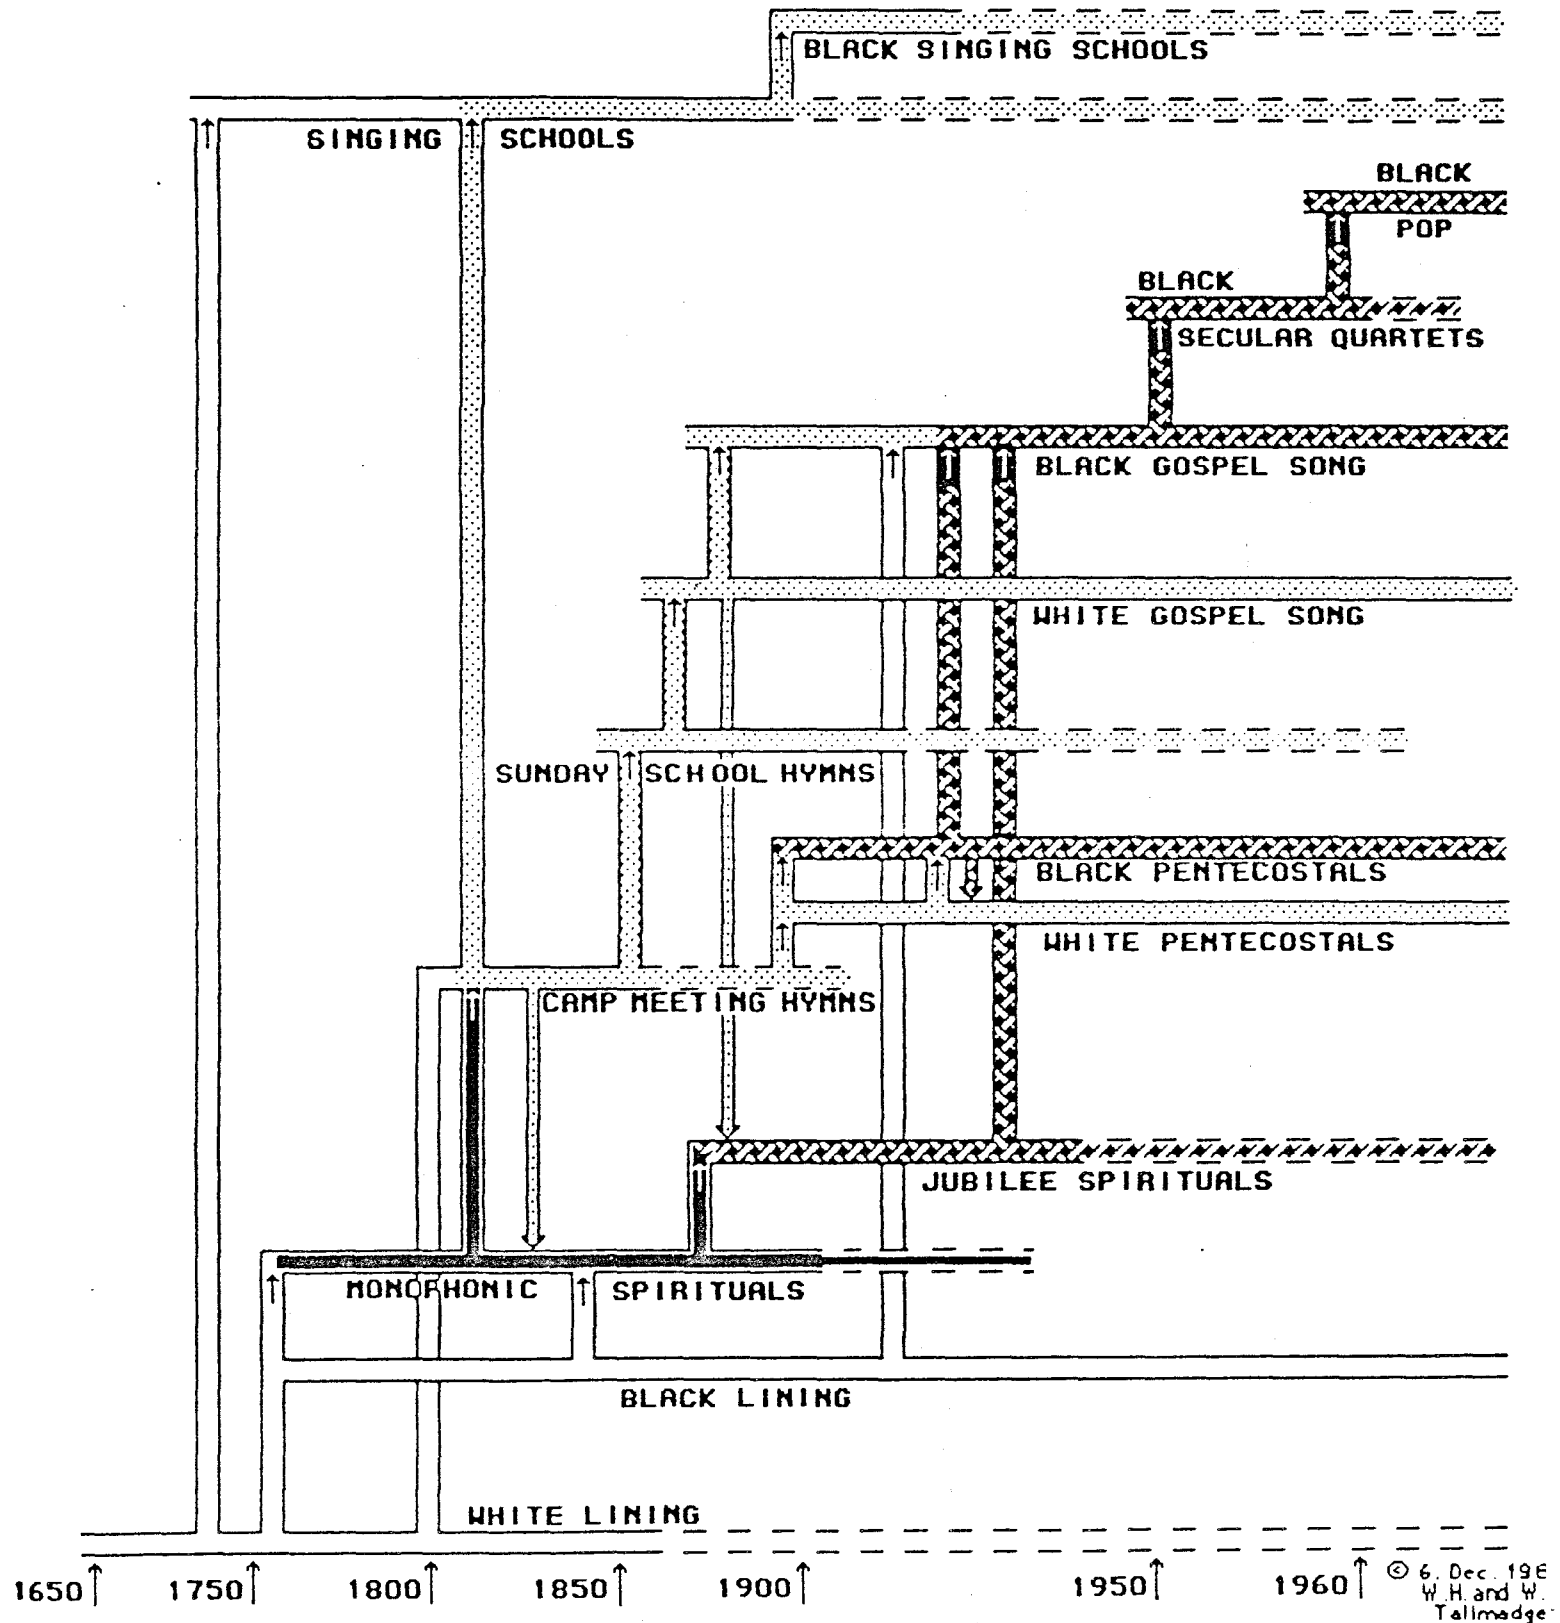 BLACK SINGING SCHOOLS
SINGING SCHOOLS
BLACK
POP
BLACK
SECULAR QUARTETS
BLACK GOSPEL SONG
WHITE GOSPEL SONG
SUNDAY SCHOOL HYMNS
BLACK PENTECOSTALS
WHITE PENTECOSTALS
CAMP MEETING HYMNS
JUBILEE SPIRITUALS
MONOPHONIC SPIRITUALS
BLACK LINING
WHITE LINING
1650 1750 1800 1850 1900 1950 1960
© 6. Dec. 198
W.H. and W.
Tallmadge